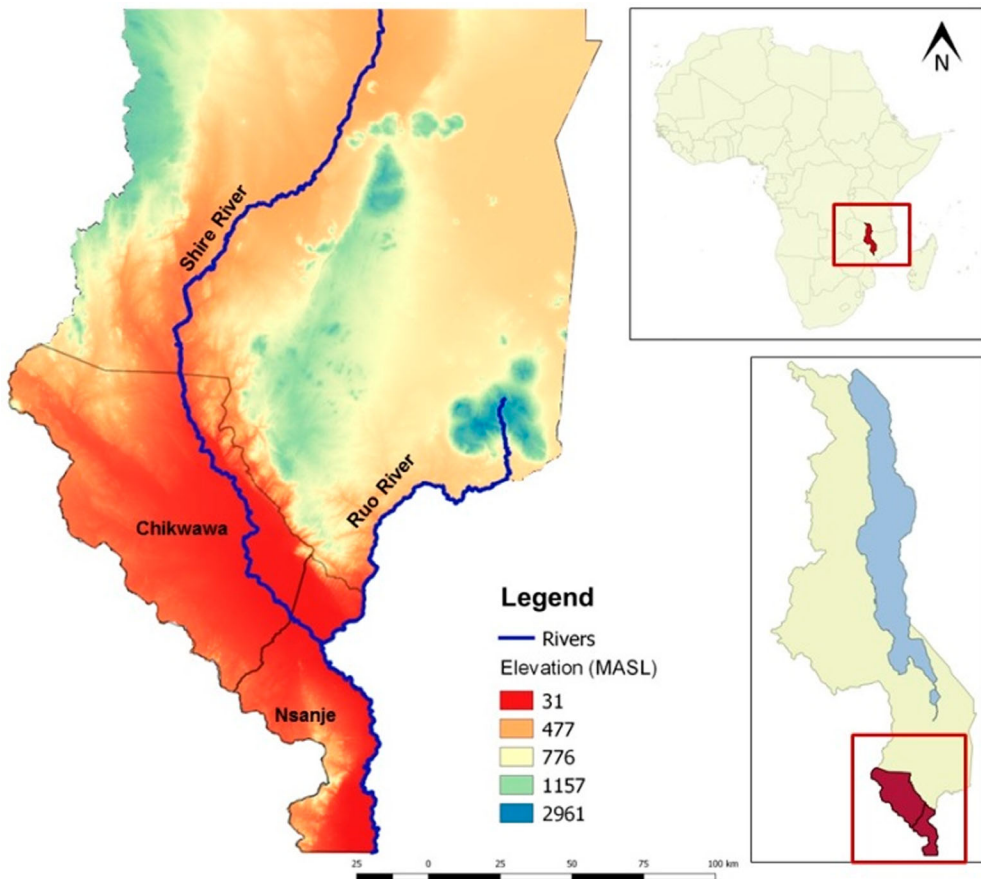 N
Shire River
Ruo River
Chikwawa
Nsanje
Legend
Rivers
Elevation (MASL)
31
477
776
1157
2961
25 0 25 50 75 100 km